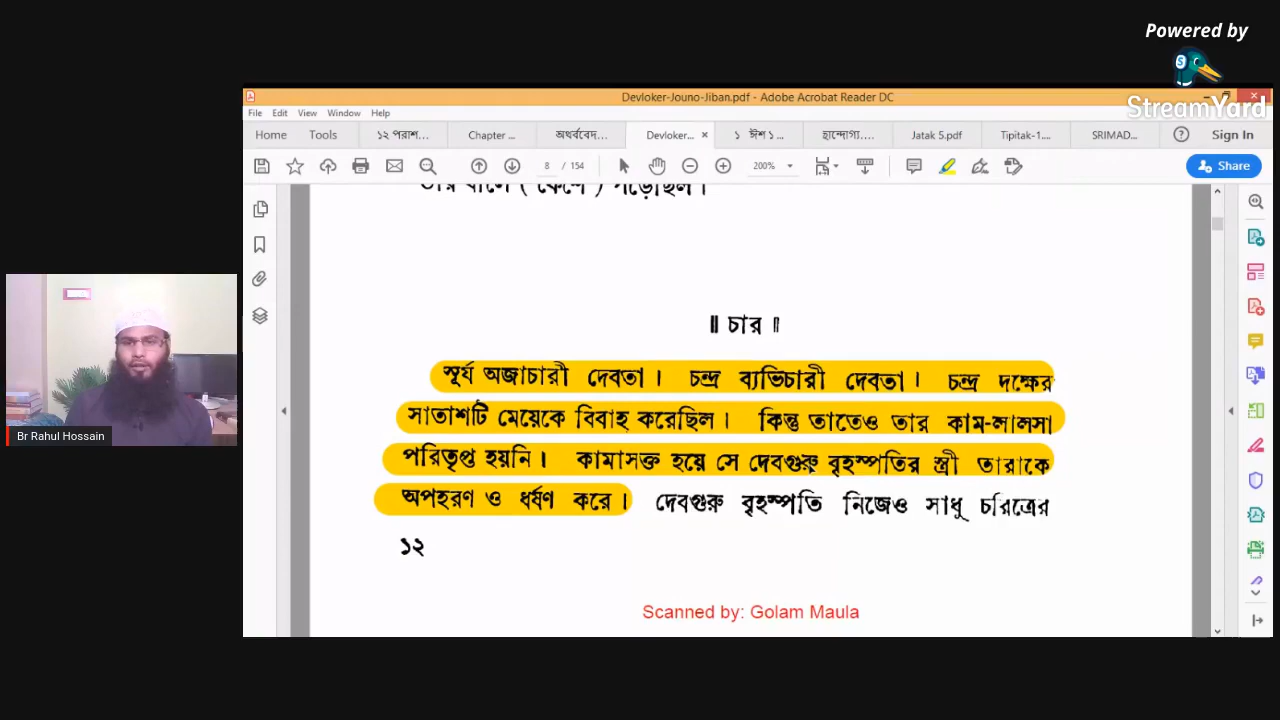 Powered by
StreamYard
Devloker-Jouno-Jiban.pdf - Adobe Acrobat Reader DC
File Edit View Window Help
Home Tools ১২ পরাশ... Chapter ... অথর্ববেদ... Devloker... × ১ ঈশ ১ ... ছান্দোগ্য.... Jatak 5.pdf Tipitak-1.... SRIMAD... Sign In
8 / 154 200% Share
॥ চার ॥
সূর্য অজাচারী দেবতা। চন্দ্র ব্যভিচারী দেবতা। চন্দ্র দক্ষের
সাতাশটি মেয়েকে বিবাহ করেছিল। কিন্তু তাতেও তার কাম-লালসা
পরিতৃপ্ত হয়নি। কামাসক্ত হয়ে সে দেবগুরু বৃহস্পতির স্ত্রী তারাকে
অপহরণ ও ধর্ষণ করে। দেবগুরু বৃহস্পতি নিজেও সাধু চরিত্রের
১২
Scanned by: Golam Maula
Br Rahul Hossain